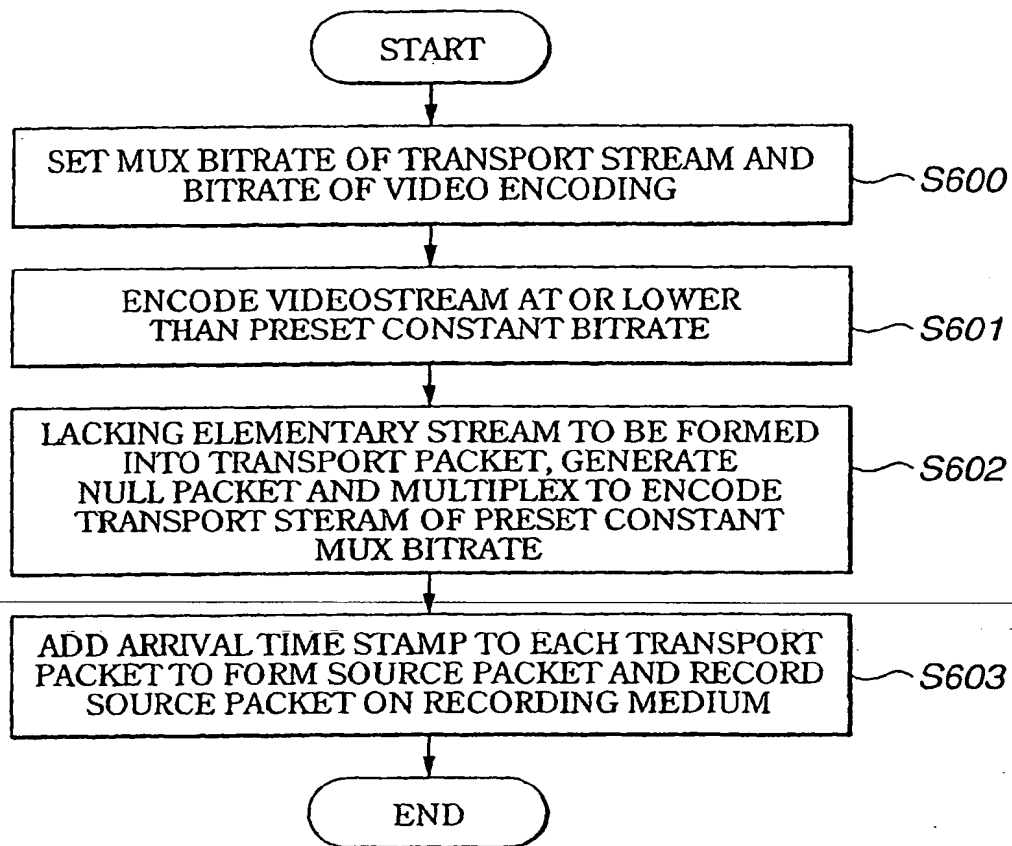 START
SET MUX BITRATE OF TRANSPORT STREAM AND
BITRATE OF VIDEO ENCODING
S600
ENCODE VIDEOSTREAM AT OR LOWER
THAN PRESET CONSTANT BITRATE
S601
LACKING ELEMENTARY STREAM TO BE FORMED
INTO TRANSPORT PACKET, GENERATE
NULL PACKET AND MULTIPLEX TO ENCODE
TRANSPORT STERAM OF PRESET CONSTANT
MUX BITRATE
S602
ADD ARRIVAL TIME STAMP TO EACH TRANSPORT
PACKET TO FORM SOURCE PACKET AND RECORD
SOURCE PACKET ON RECORDING MEDIUM
S603
END